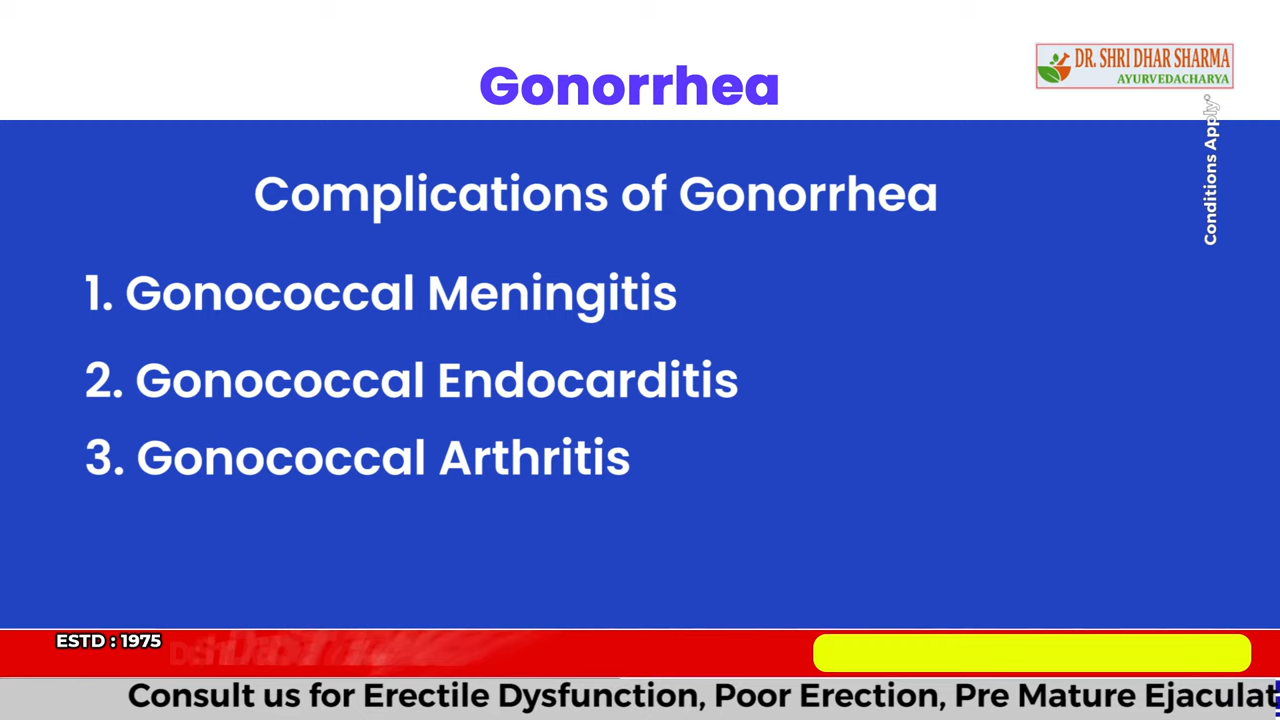 Gonorrhea
DR. SHRI DHAR SHARMA
AYURVEDACHARYA
Conditions Apply°
Complications of Gonorrhea
1. Gonococcal Meningitis
2. Gonococcal Endocarditis
3. Gonococcal Arthritis
ESTD : 1975
Consult us for Erectile Dysfunction, Poor Erection, Pre Mature Ejaculat